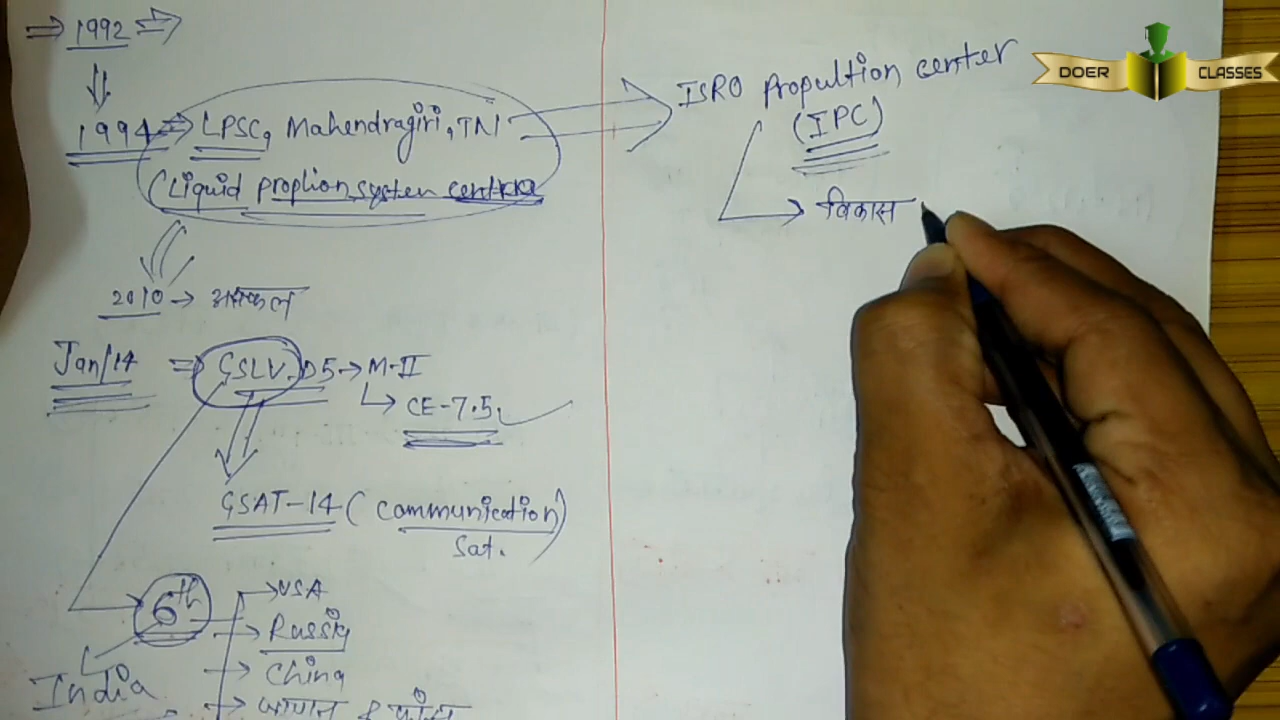 ⇒ 1992 ⇒
1994 ⇒ LPSC, Mahendragiri, TN
(Liquid proplion system
2010 → असफल
Jan/14 ⇒ GSLV-D5 → M-II
CE-7.5
GSAT-14 (communication)
Sat.
6th
India
→ USA
→ Russia
→ China
→ जापान &
ISRO Propultion center
(IPC)
→ विकास
DOER CLASSES